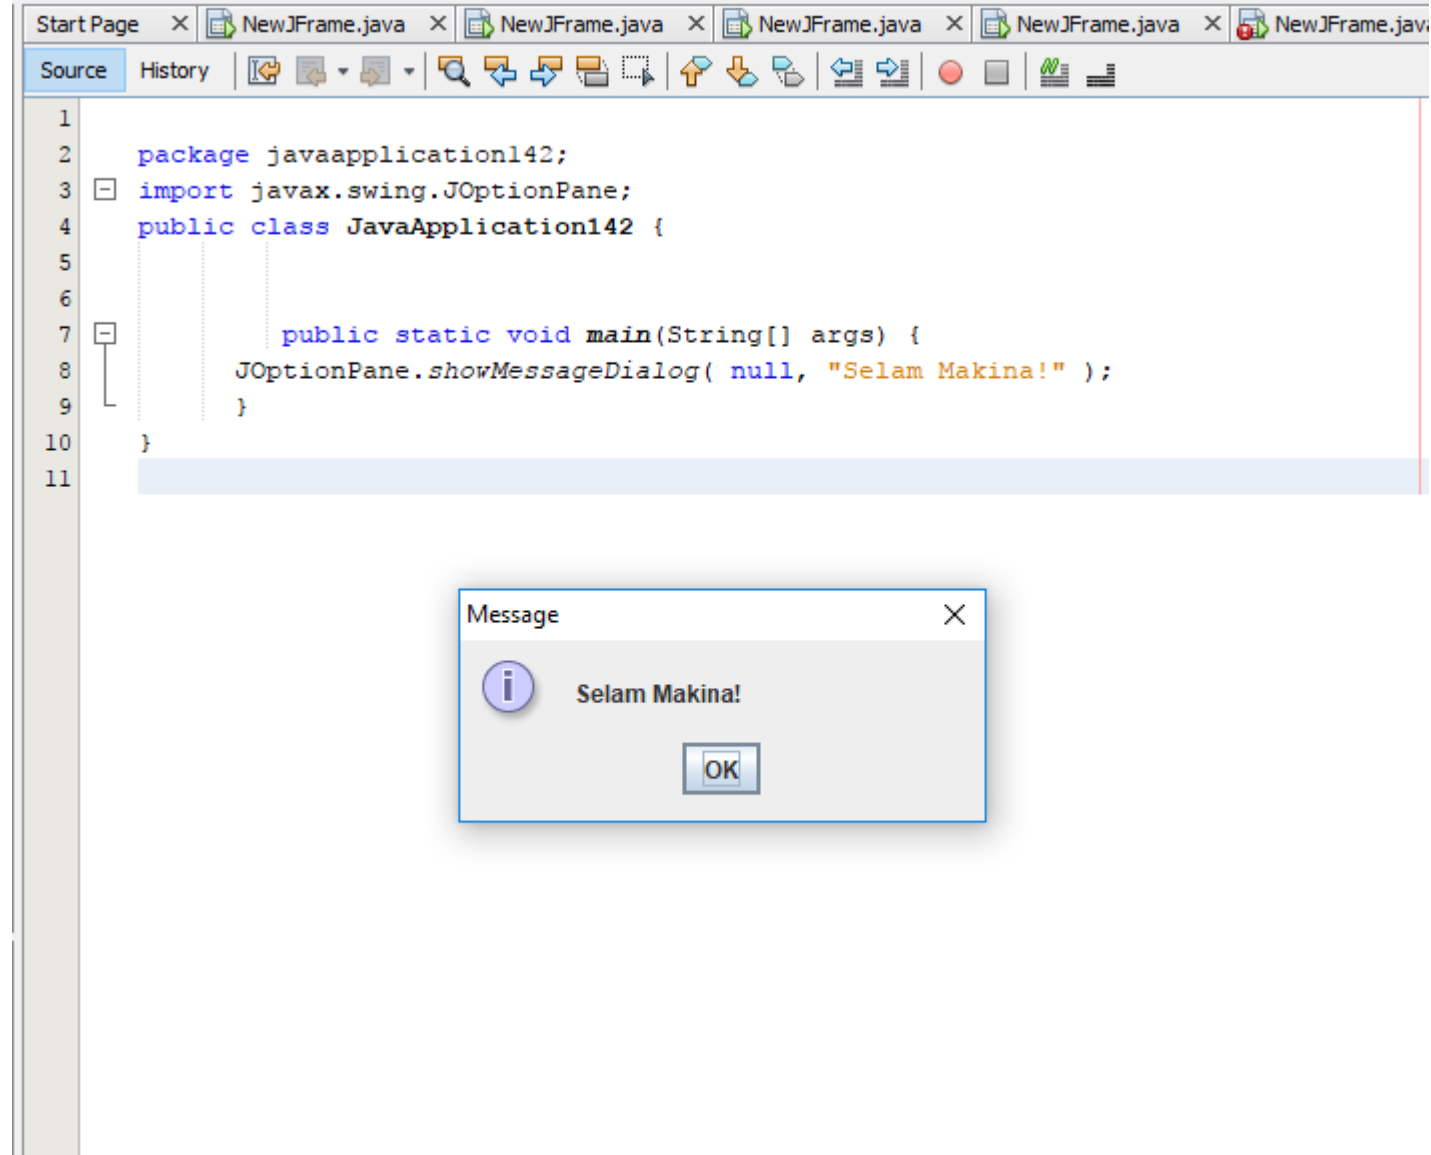 Start Page NewJFrame.java NewJFrame.java NewJFrame.java NewJFrame.java NewJFrame.jav
Source History
1
2 package javaapplication142;
3 import javax.swing.JOptionPane;
4 public class JavaApplication142 {
5
6
7 public static void main(String[] args) {
8 JOptionPane.showMessageDialog( null, "Selam Makina!" );
9 }
10 }
11
Message
Selam Makina!
OK